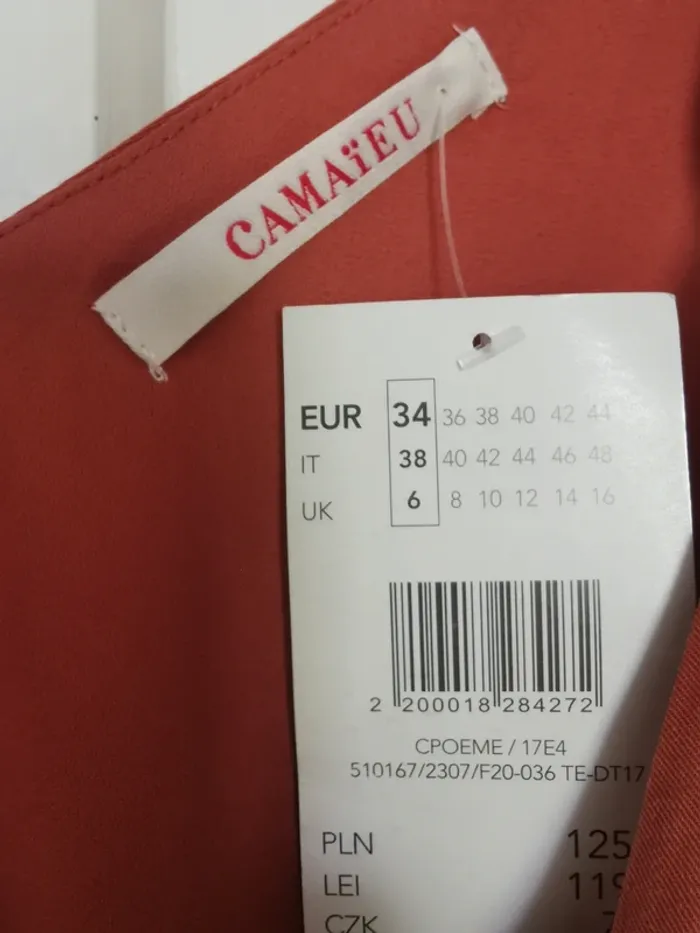 CAMAïEU
EUR 34 36 38 40 42 44
IT 38 40 42 44 46 48
UK 6 8 10 12 14 16
2 200018 284272
CPOEME / 17E4
510167/2307/F20-036 TE-DT17
PLN 125
LEI
CZK